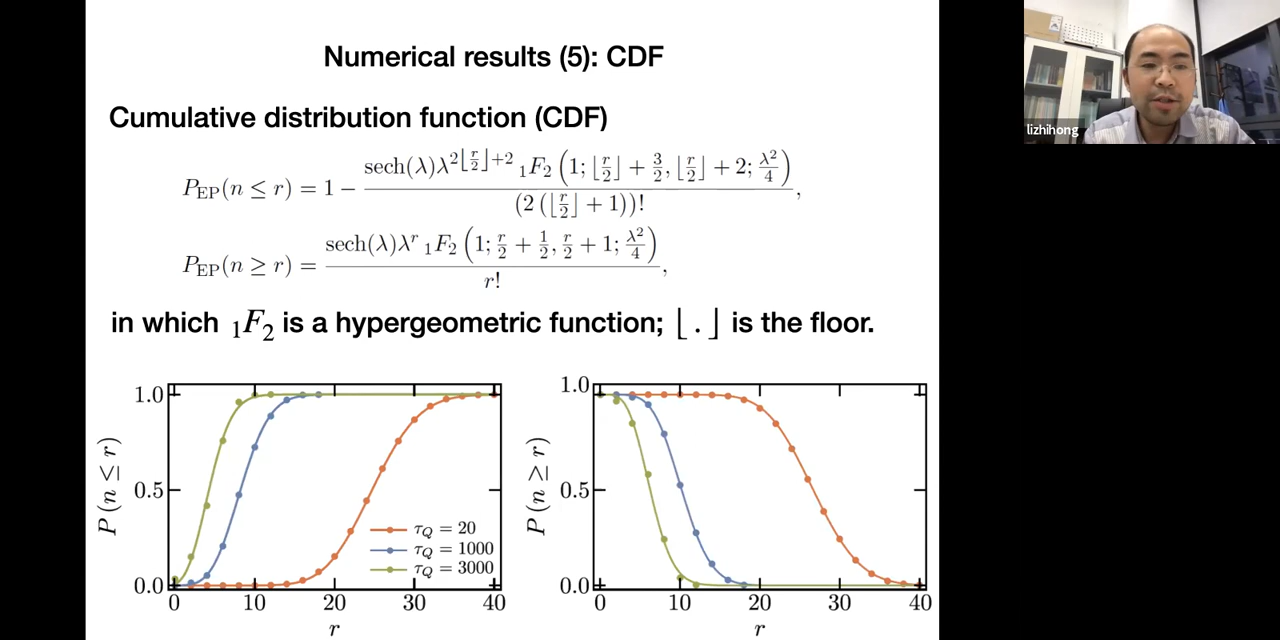 Numerical results (5): CDF
lizhihong
Cumulative distribution function (CDF)
P_EP(n ≤ r) = 1 − sech(λ)λ^{2⌊r/2⌋+2} ₁F₂ (1; ⌊r/2⌋ + 3/2, ⌊r/2⌋ + 2; λ²/4) / (2 (⌊r/2⌋ + 1))! ,
P_EP(n ≥ r) = sech(λ)λ^r ₁F₂ (1; r/2 + 1/2, r/2 + 1; λ²/4) / r! ,
in which ₁F₂ is a hypergeometric function; ⌊ . ⌋ is the floor.
P(n ≤ r)
1.0
0.5
0.0
0 10 20 30 40
r
τ_Q = 20
τ_Q = 1000
τ_Q = 3000
P(n ≥ r)
1.0
0.5
0.0
0 10 20 30 40
r